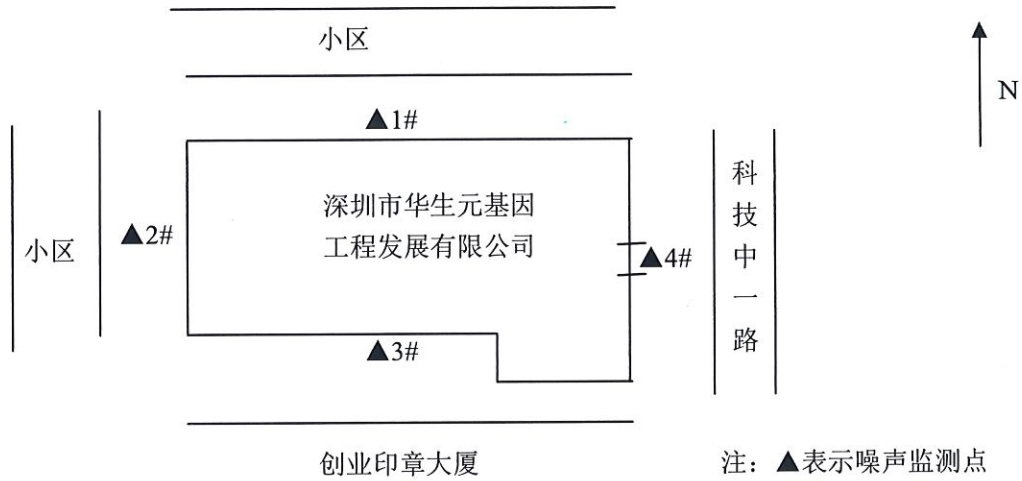 小区
N
▲1#
深圳市华生元基因
工程发展有限公司
▲2#
小区
▲4#
科技中一路
▲3#
创业印章大厦
注：▲表示噪声监测点